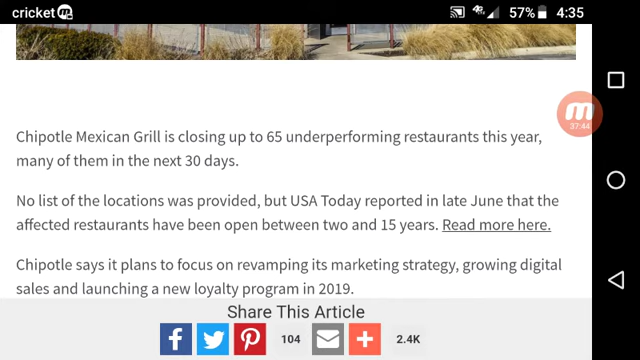 cricket 57% 4:35
37:44
Chipotle Mexican Grill is closing up to 65 underperforming restaurants this year,
many of them in the next 30 days.
No list of the locations was provided, but USA Today reported in late June that the
affected restaurants have been open between two and 15 years. Read more here.
Chipotle says it plans to focus on revamping its marketing strategy, growing digital
sales and launching a new loyalty program in 2019.
Share This Article
104 2.4K